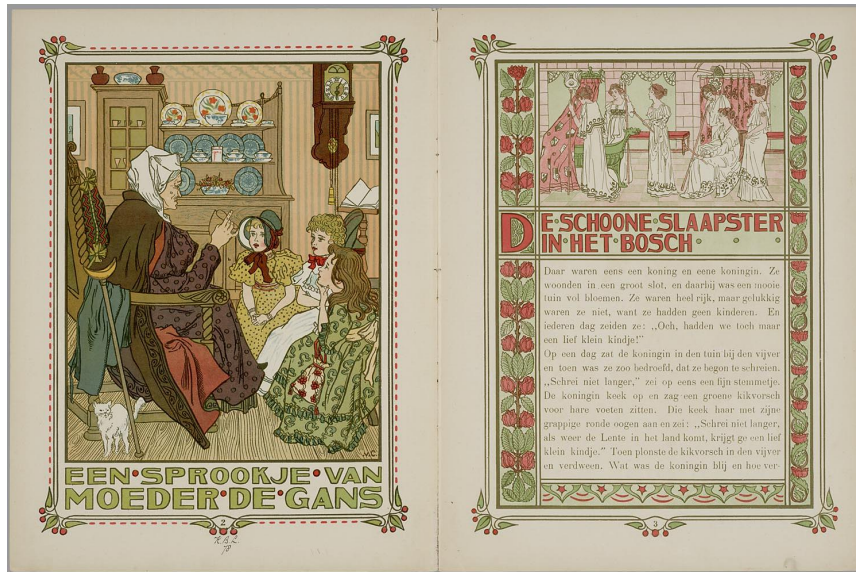 EEN·SPROOKJE·VAN
MOEDER·DE·GANS
2
DE·SCHOONE·SLAAPSTER
IN·HET·BOSCH·
Daar waren eens een koning en eene koningin. Ze
woonden in een groot slot, en daarbij was een mooie
tuin vol bloemen. Ze waren heel rijk, maar gelukkig
waren ze niet, want ze hadden geen kinderen. En
iederen dag zeiden ze: „Och, hadden we toch maar
een lief klein kindje!”
Op een dag zat de koningin in den tuin bij den vijver
en toen was ze zoo bedroefd, dat ze begon te schreien.
„Schrei niet langer,” zei op eens een fijn stemmetje.
De koningin keek op en zag een groene kikvorsch
voor hare voeten zitten. Die keek haar met zijne
grappige ronde oogen aan en zei: „Schrei niet langer,
als weer de Lente in het land komt, krijgt ge een lief
klein kindje.” Toen plonste de kikvorsch in den vijver
en verdween. Wat was de koningin blij en hoe ver-
3